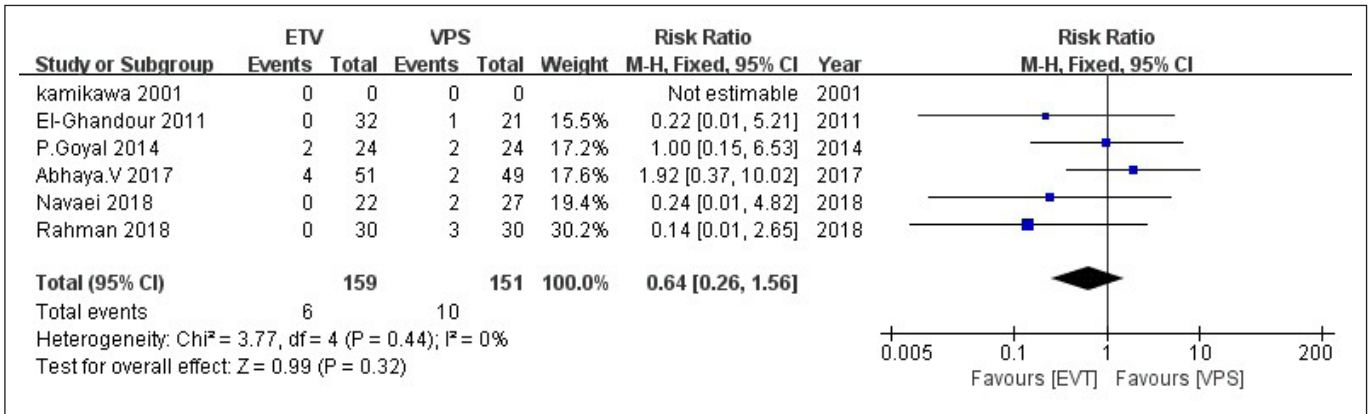 ETV VPS Risk Ratio Risk Ratio
Study or Subgroup Events Total Events Total Weight M-H, Fixed, 95% CI Year M-H, Fixed, 95% CI
kamikawa 2001 0 0 0 0 Not estimable 2001
El-Ghandour 2011 0 32 1 21 15.5% 0.22 [0.01, 5.21] 2011
P.Goyal 2014 2 24 2 24 17.2% 1.00 [0.15, 6.53] 2014
Abhaya.V 2017 4 51 2 49 17.6% 1.92 [0.37, 10.02] 2017
Navaei 2018 0 22 2 27 19.4% 0.24 [0.01, 4.82] 2018
Rahman 2018 0 30 3 30 30.2% 0.14 [0.01, 2.65] 2018
Total (95% CI) 159 151 100.0% 0.64 [0.26, 1.56]
Total events 6 10
Heterogeneity: Chi² = 3.77, df = 4 (P = 0.44); I² = 0%
Test for overall effect: Z = 0.99 (P = 0.32)
0.005 0.1 1 10 200
Favours [EVT] Favours [VPS]